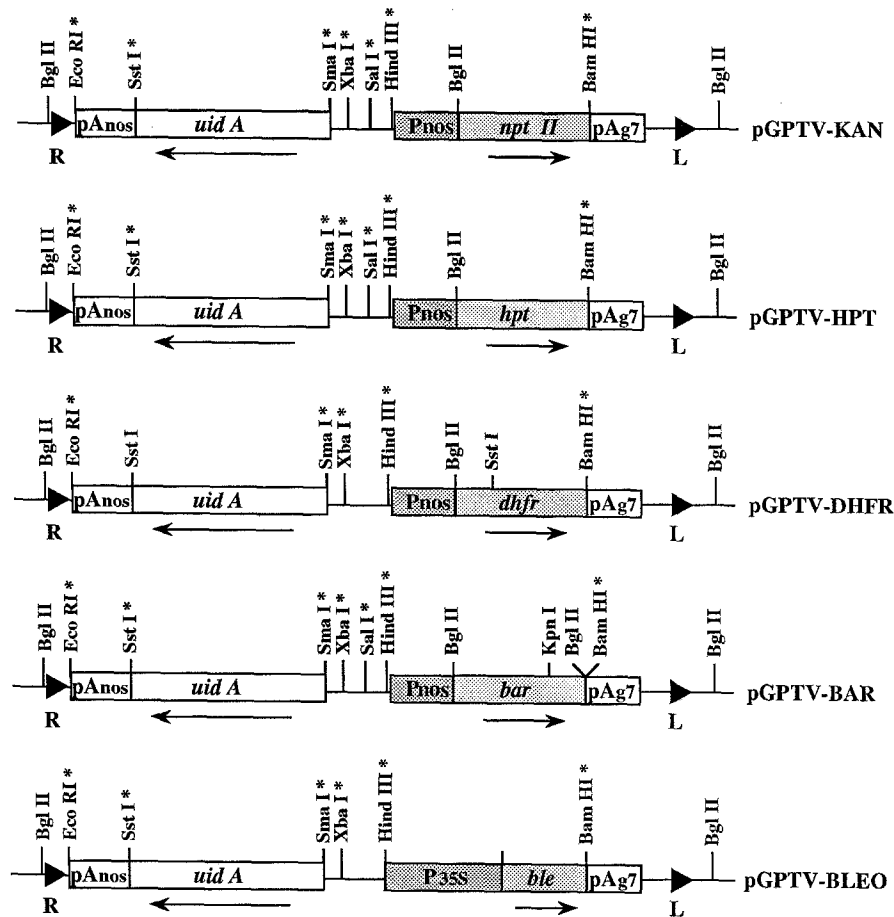 Bgl II Eco RI * Sst I * Sma I * Xba I * Sal I * Hind III * Bgl II Bam HI * Bgl II
pAnos uid A Pnos npt II pAg7 pGPTV-KAN
R L
Bgl II Eco RI * Sst I * Sma I * Xba I * Sal I * Hind III * Bgl II Bam HI * Bgl II
pAnos uid A Pnos hpt pAg7 pGPTV-HPT
R L
Bgl II Eco RI * Sst I Sma I * Xba I * Hind III * Bgl II Sst I Bam HI * Bgl II
pAnos uid A Pnos dhfr pAg7 pGPTV-DHFR
R L
Bgl II Eco RI * Sst I * Sma I * Xba I * Sal I * Hind III * Bgl II Kpn I Bgl II Bam HI * Bgl II
pAnos uid A Pnos bar pAg7 pGPTV-BAR
R L
Bgl II Eco RI * Sst I * Sma I * Xba I * Hind III * Bam HI * Bgl II
pAnos uid A P35S ble pAg7 pGPTV-BLEO
R L